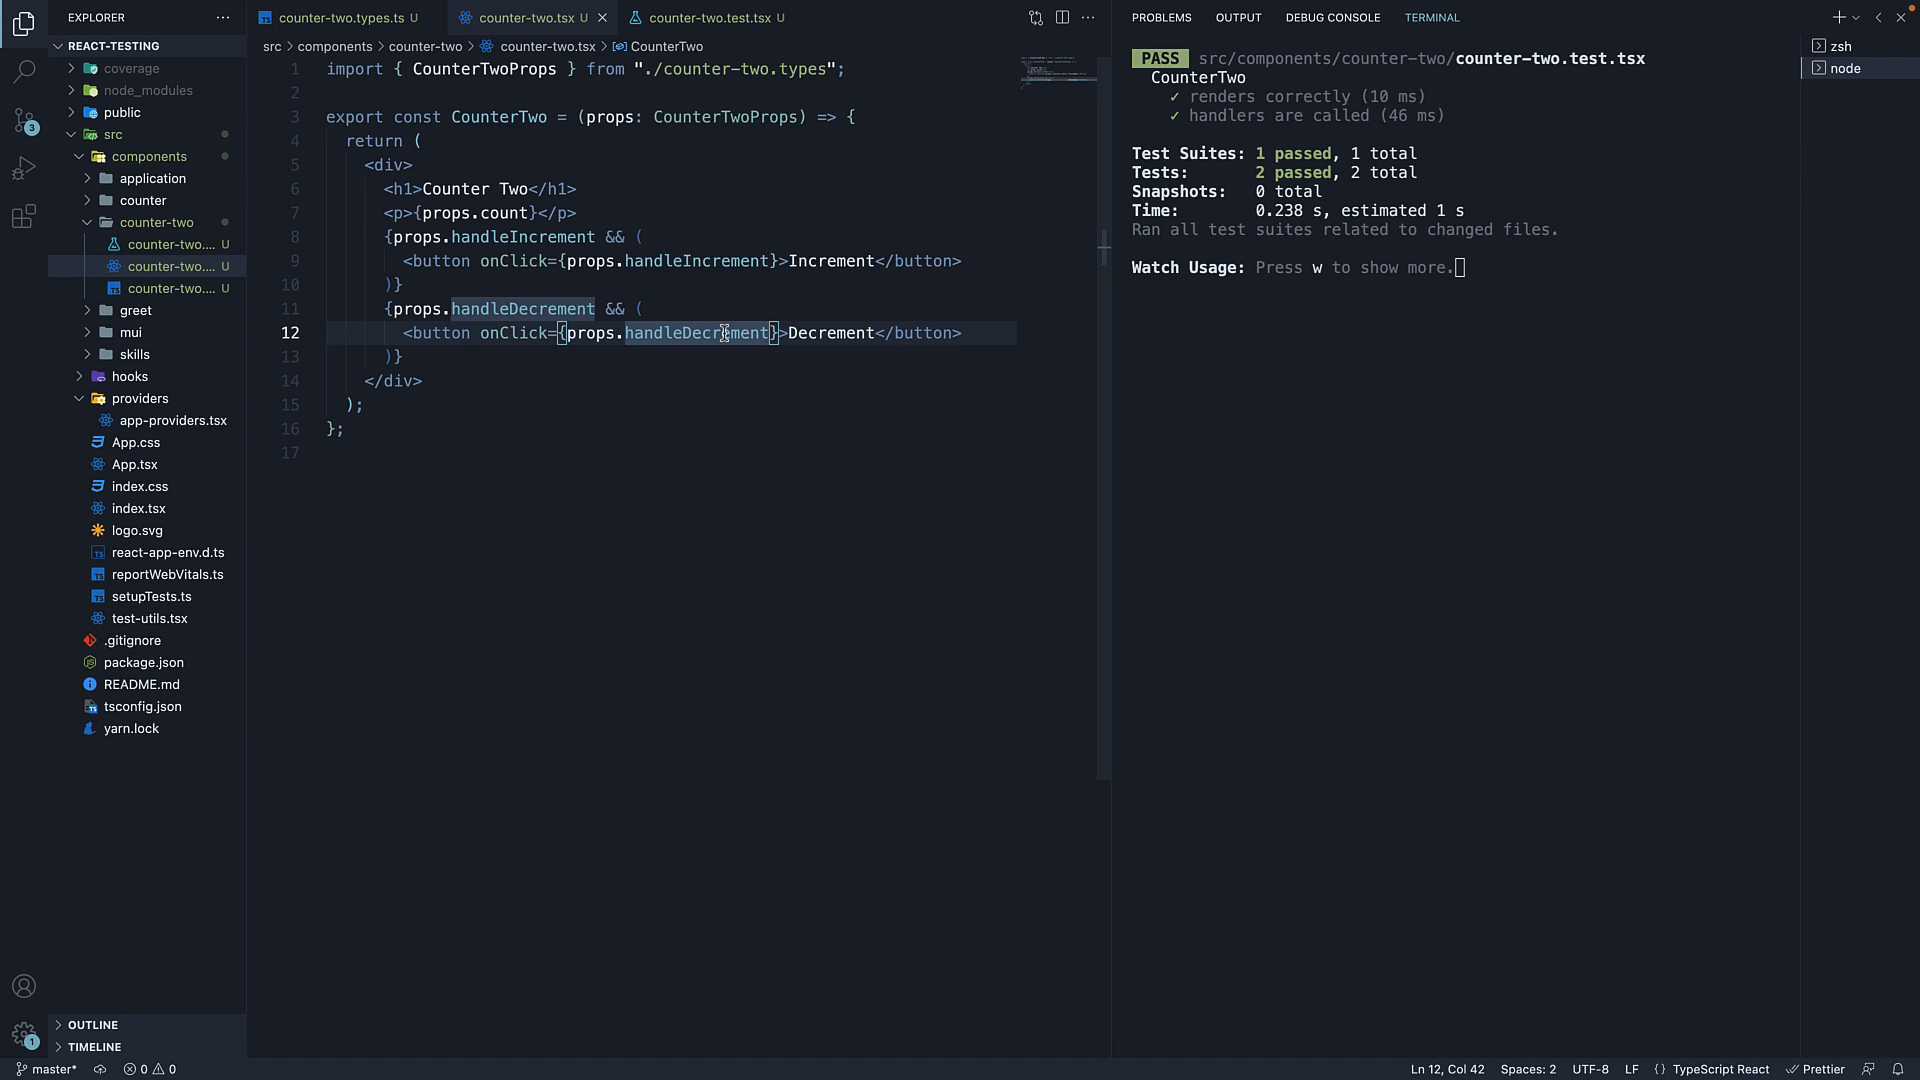 EXPLORER
REACT-TESTING
coverage
node_modules
public
src
components
application
counter
counter-two
counter-two.... U
counter-two.... U
counter-two.... U
greet
mui
skills
hooks
providers
app-providers.tsx
App.css
App.tsx
index.css
index.tsx
logo.svg
react-app-env.d.ts
reportWebVitals.ts
setupTests.ts
test-utils.tsx
.gitignore
package.json
README.md
tsconfig.json
yarn.lock
OUTLINE
TIMELINE
3
1
counter-two.types.ts U counter-two.tsx U counter-two.test.tsx U
src > components > counter-two > counter-two.tsx > CounterTwo
1 import { CounterTwoProps } from "./counter-two.types";
2
3 export const CounterTwo = (props: CounterTwoProps) => {
4 return (
5 <div>
6 <h1>Counter Two</h1>
7 <p>{props.count}</p>
8 {props.handleIncrement && (
9 <button onClick={props.handleIncrement}>Increment</button>
10 )}
11 {props.handleDecrement && (
12 <button onClick={props.handleDecrement}>Decrement</button>
13 )}
14 </div>
15 );
16 };
17
PROBLEMS OUTPUT DEBUG CONSOLE TERMINAL
PASS src/components/counter-two/counter-two.test.tsx
CounterTwo
✓ renders correctly (10 ms)
✓ handlers are called (46 ms)
Test Suites: 1 passed, 1 total
Tests: 2 passed, 2 total
Snapshots: 0 total
Time: 0.238 s, estimated 1 s
Ran all test suites related to changed files.
Watch Usage: Press w to show more.
zsh
node
master* 0 0 Ln 12, Col 42 Spaces: 2 UTF-8 LF {} TypeScript React Prettier